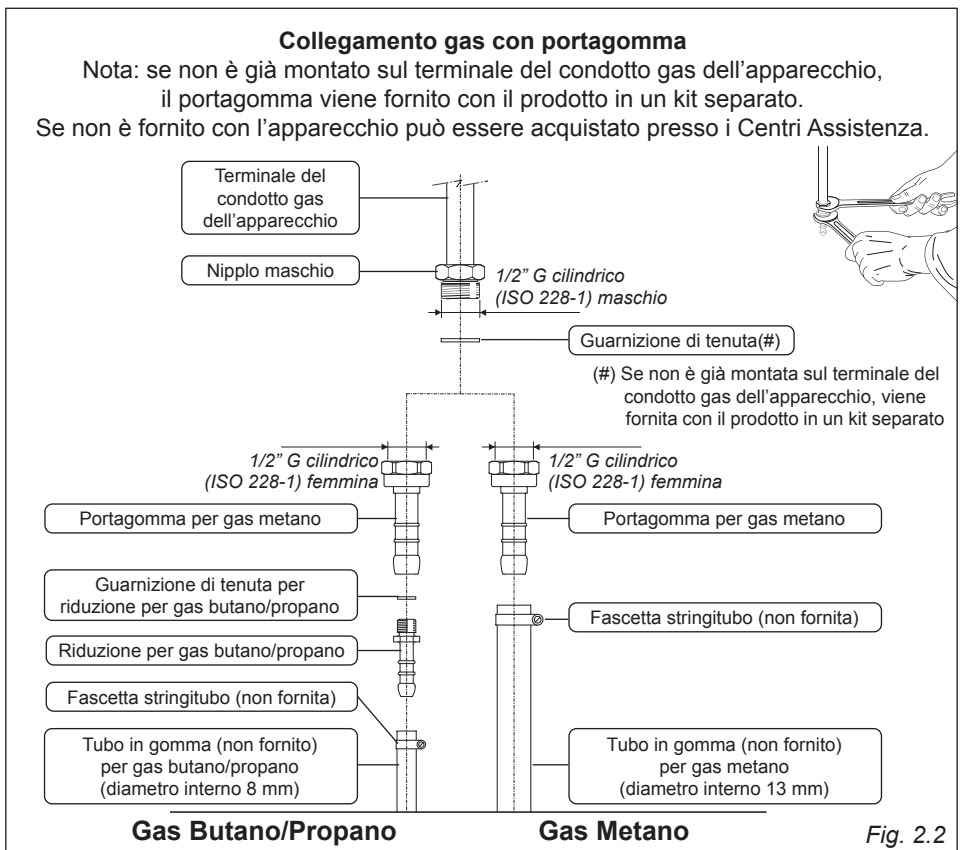 Collegamento gas con portagomma
Nota: se non è già montato sul terminale del condotto gas dell'apparecchio,
il portagomma viene fornito con il prodotto in un kit separato.
Se non è fornito con l'apparecchio può essere acquistato presso i Centri Assistenza.
Terminale del
condotto gas
dell'apparecchio
Nipplo maschio
1/2" G cilindrico
(ISO 228-1) maschio
Guarnizione di tenuta(#)
(#) Se non è già montata sul terminale del
condotto gas dell'apparecchio, viene
fornita con il prodotto in un kit separato
1/2" G cilindrico
(ISO 228-1) femmina
1/2" G cilindrico
(ISO 228-1) femmina
Portagomma per gas metano
Portagomma per gas metano
Guarnizione di tenuta per
riduzione per gas butano/propano
Fascetta stringitubo (non fornita)
Riduzione per gas butano/propano
Fascetta stringitubo (non fornita)
Tubo in gomma (non fornito)
per gas butano/propano
(diametro interno 8 mm)
Tubo in gomma (non fornito)
per gas metano
(diametro interno 13 mm)
Gas Butano/Propano
Gas Metano
Fig. 2.2